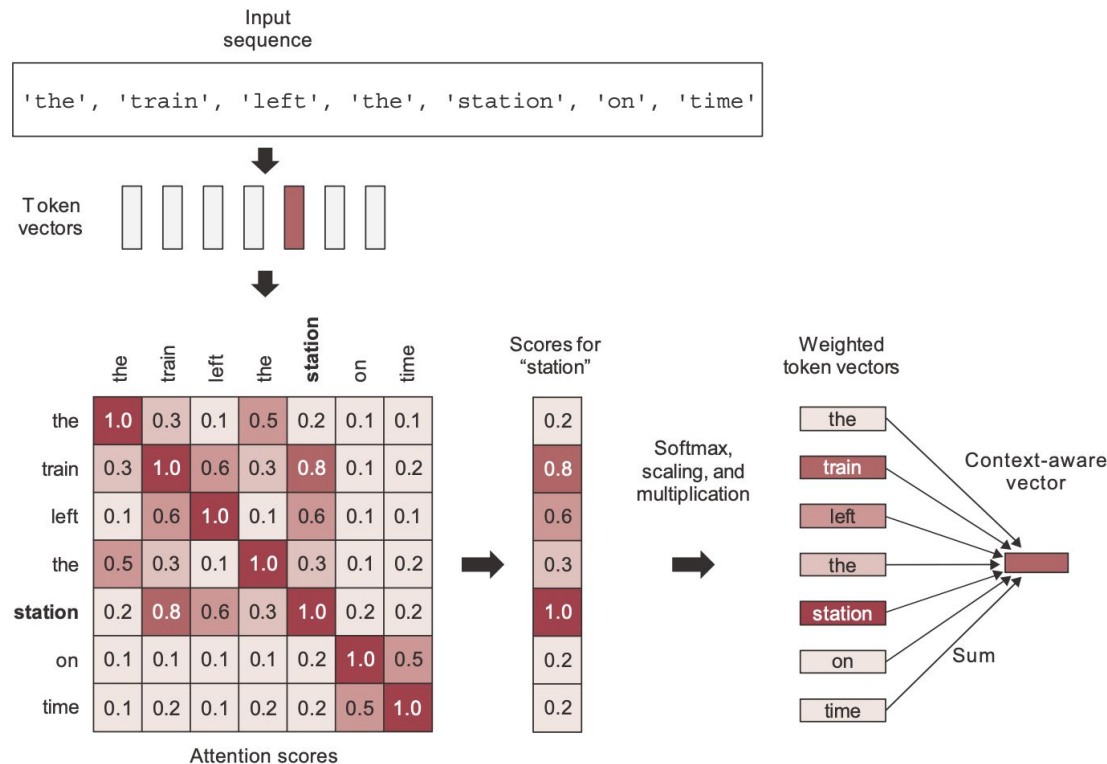 Input
sequence
'the', 'train', 'left', 'the', 'station', 'on', 'time'
Token
vectors
the train left the station on time
the 1.0 0.3 0.1 0.5 0.2 0.1 0.1
train 0.3 1.0 0.6 0.3 0.8 0.1 0.2
left 0.1 0.6 1.0 0.1 0.6 0.1 0.1
the 0.5 0.3 0.1 1.0 0.3 0.1 0.2
station 0.2 0.8 0.6 0.3 1.0 0.2 0.2
on 0.1 0.1 0.1 0.1 0.2 1.0 0.5
time 0.1 0.2 0.1 0.2 0.2 0.5 1.0
Attention scores
Scores for
“station”
0.2
0.8
0.6
0.3
1.0
0.2
0.2
Softmax,
scaling, and
multiplication
Weighted
token vectors
the
train
left
the
station
on
time
Sum
Context-aware
vector